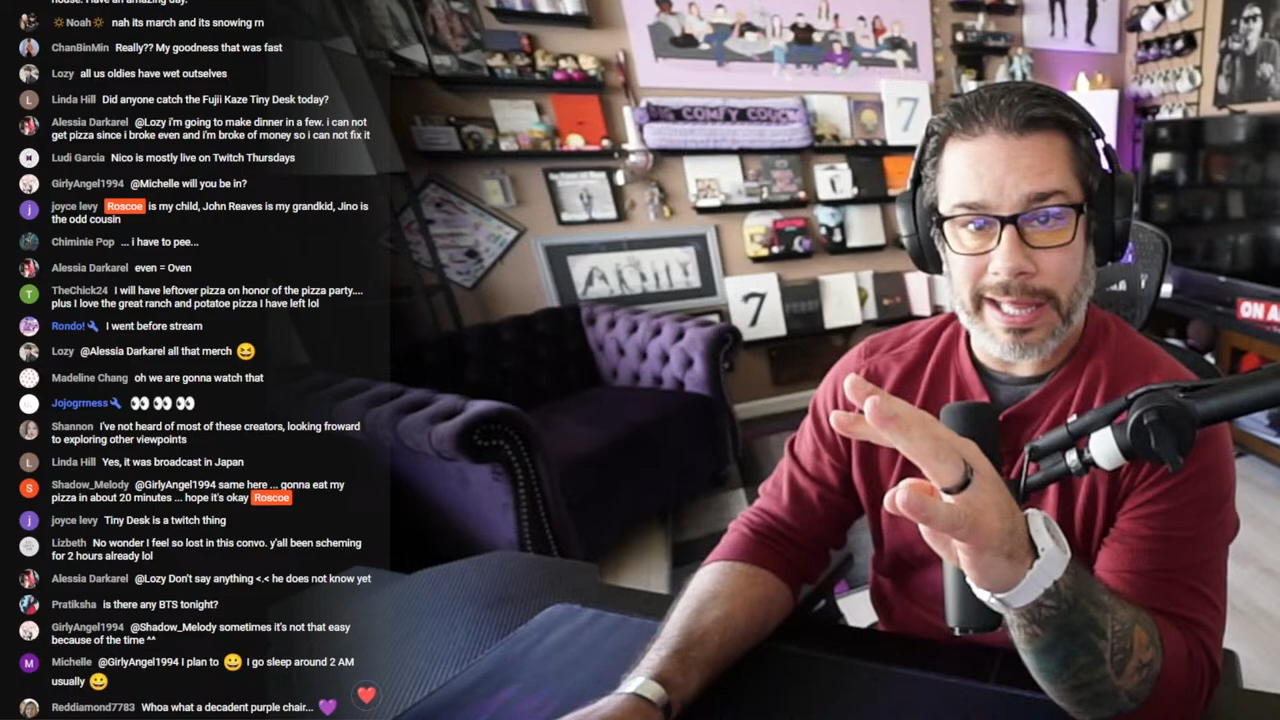 house. Have an amazing day.
🔅Noah🔅 nah its march and its snowing rn
ChanBinMin Really?? My goodness that was fast
Lozy all us oldies have wet outselves
L Linda Hill Did anyone catch the Fujii Kaze Tiny Desk today?
Alessia Darkarel @Lozy i'm going to make dinner in a few. i can not
get pizza since i broke even and i'm broke of money so i can not fix it
Ludi Garcia Nico is mostly live on Twitch Thursdays
GirlyAngel1994 @Michelle will you be in?
j joyce levy Roscoe is my child, John Reaves is my grandkid, Jino is
the odd cousin
Chiminie Pop ... i have to pee...
Alessia Darkarel even = Oven
T TheChick24 I will have leftover pizza on honor of the pizza party....
plus I love the great ranch and potatoe pizza I have left lol
Rondo! I went before stream
Lozy @Alessia Darkarel all that merch 😆
Madeline Chang oh we are gonna watch that
Jojogrrness 👀 👀 👀
Shannon I've not heard of most of these creators, looking froward
to exploring other viewpoints
L Linda Hill Yes, it was broadcast in Japan
S Shadow_Melody @GirlyAngel1994 same here ... gonna eat my
pizza in about 20 minutes ... hope it's okay Roscoe
j joyce levy Tiny Desk is a twitch thing
Lizbeth No wonder I feel so lost in this convo. y'all been scheming
for 2 hours already lol
Alessia Darkarel @Lozy Don't say anything <.< he does not know yet
Pratiksha is there any BTS tonight?
GirlyAngel1994 @Shadow_Melody sometimes it's not that easy
because of the time ^^
M Michelle @GirlyAngel1994 I plan to 😀 I go sleep around 2 AM
usually 😀
Reddiamond7783 Whoa what a decadent purple chair... 💜
COMFY COUCH
7
ARMY
7
ON A